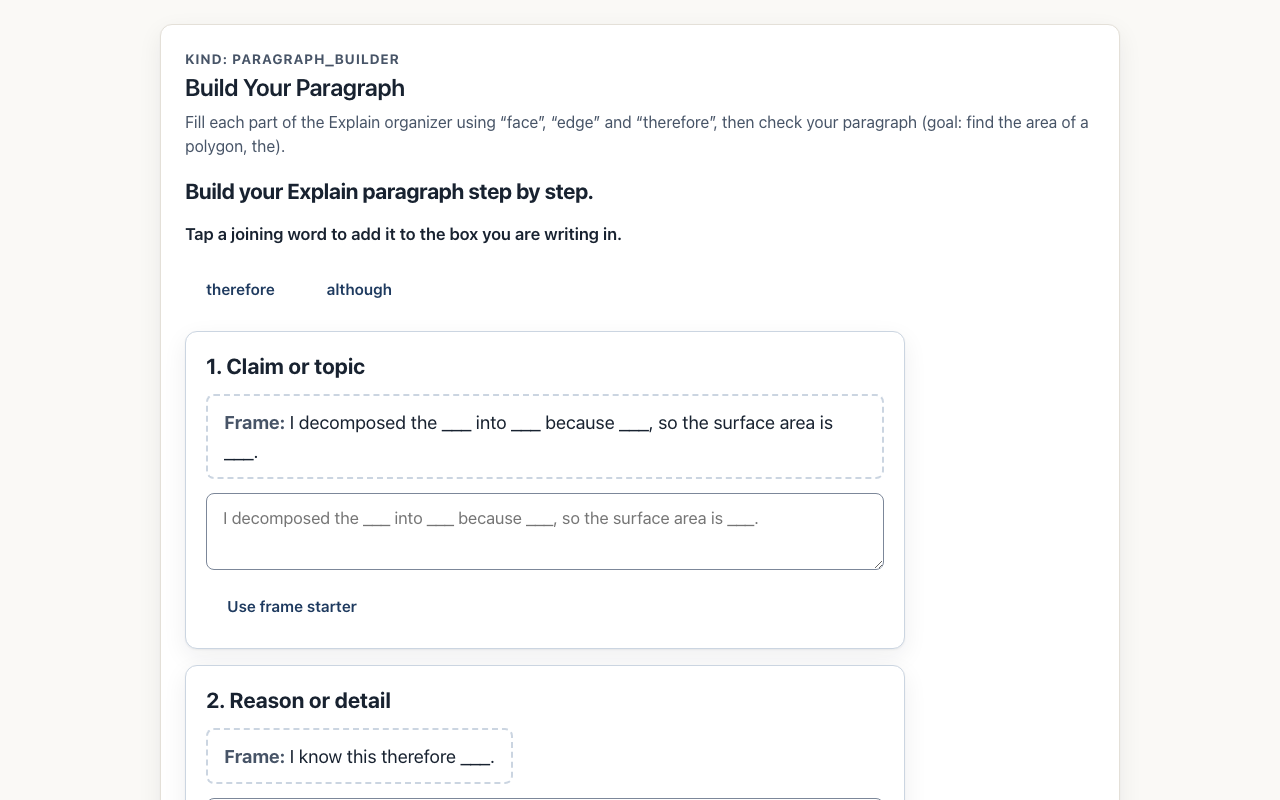 KIND: PARAGRAPH_BUILDER
Build Your Paragraph
Fill each part of the Explain organizer using “face”, “edge” and “therefore”, then check your paragraph (goal: find the area of a
polygon, the).
Build your Explain paragraph step by step.
Tap a joining word to add it to the box you are writing in.
therefore although
1. Claim or topic
Frame: I decomposed the ___ into ___ because ___, so the surface area is
___.
I decomposed the ___ into ___ because ___, so the surface area is ___.
Use frame starter
2. Reason or detail
Frame: I know this therefore ___.